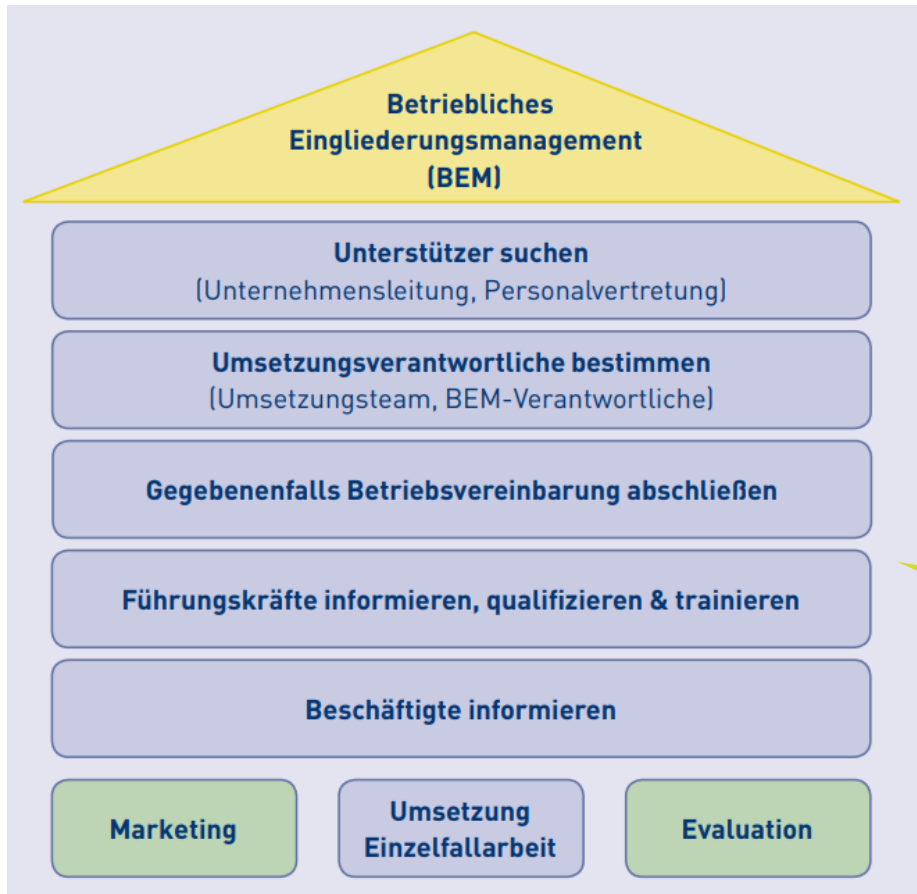 Betriebliches
Eingliederungsmanagement
(BEM)
Unterstützer suchen
(Unternehmensleitung, Personalvertretung)
Umsetzungsverantwortliche bestimmen
(Umsetzungsteam, BEM-Verantwortliche)
Gegebenenfalls Betriebsvereinbarung abschließen
Führungskräfte informieren, qualifizieren & trainieren
Beschäftigte informieren
Marketing
Umsetzung
Einzelfallarbeit
Evaluation